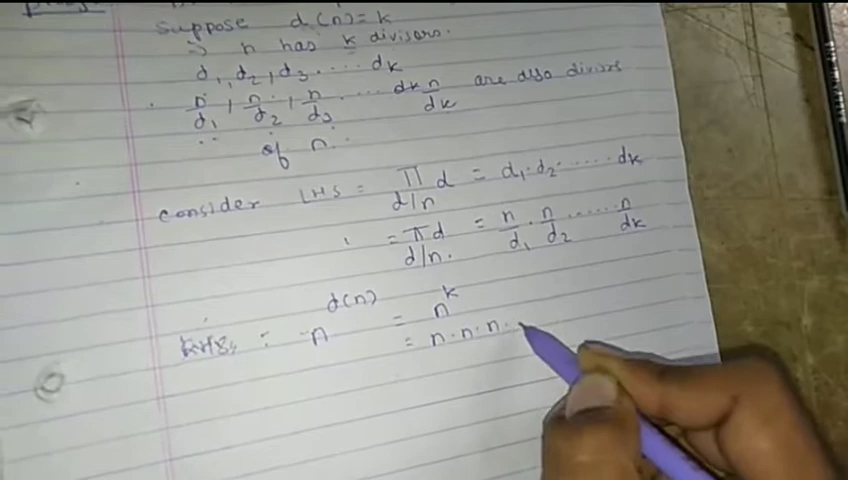 Suppose d(n)=k
⇒ n has k divisors.
d1, d2, d3 .... dk
n/d1, n/d2, n/d3 .... dk n/dk are also divisors
of n
Consider LHS = π d/n d = d1·d2·.....dk
= π d/n. d = n/d1 · n/d2 ...... n/dk
RHS: n^d(n) = n^k
= n·n·n·